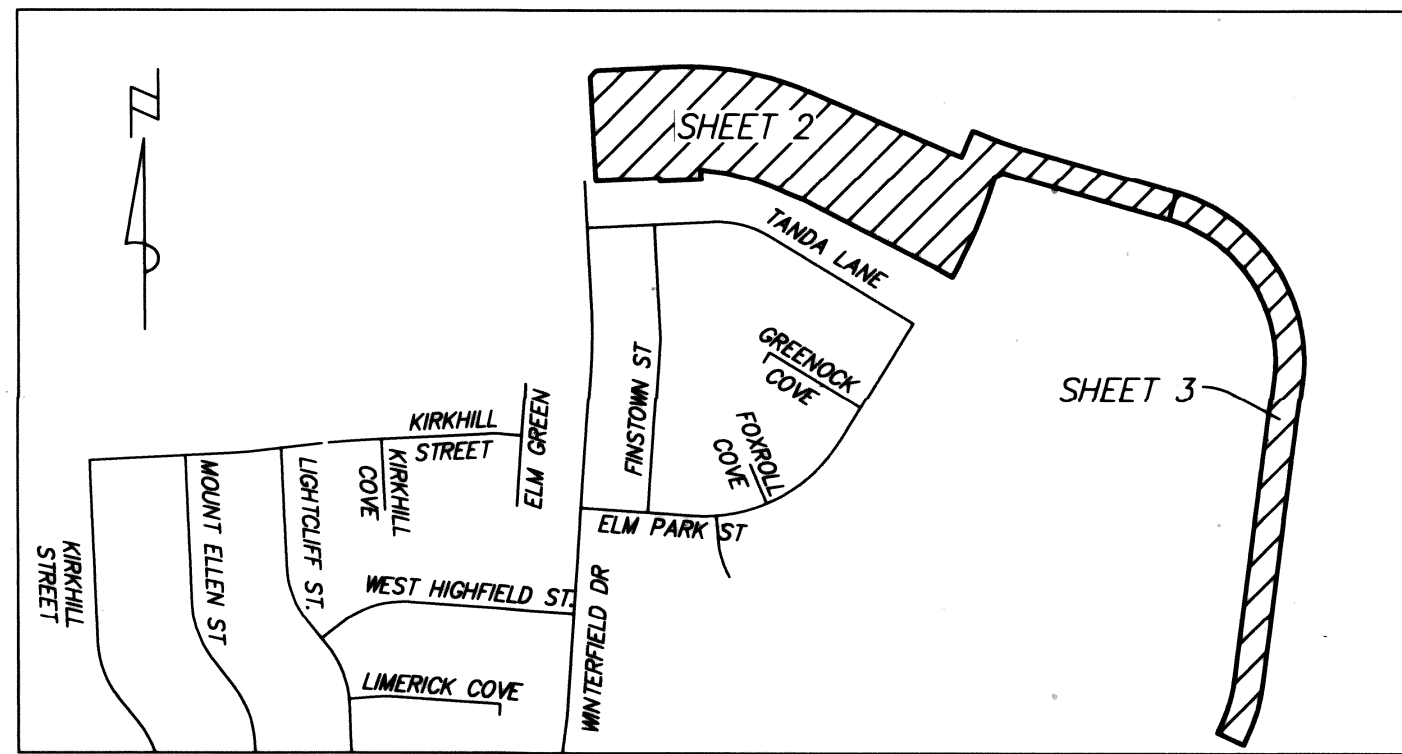 SHEET 2
TANDA LANE
GREENOCK
COVE
SHEET 3
FINSTOWN ST
FOXROLL
COVE
ELM GREEN
KIRKHILL
STREET
KIRKHILL
COVE
LIGHTCLIFF ST.
MOUNT ELLEN ST
KIRKHILL
STREET
ELM PARK ST
WEST HIGHFIELD ST.
WINTERFIELD DR
LIMERICK COVE
N